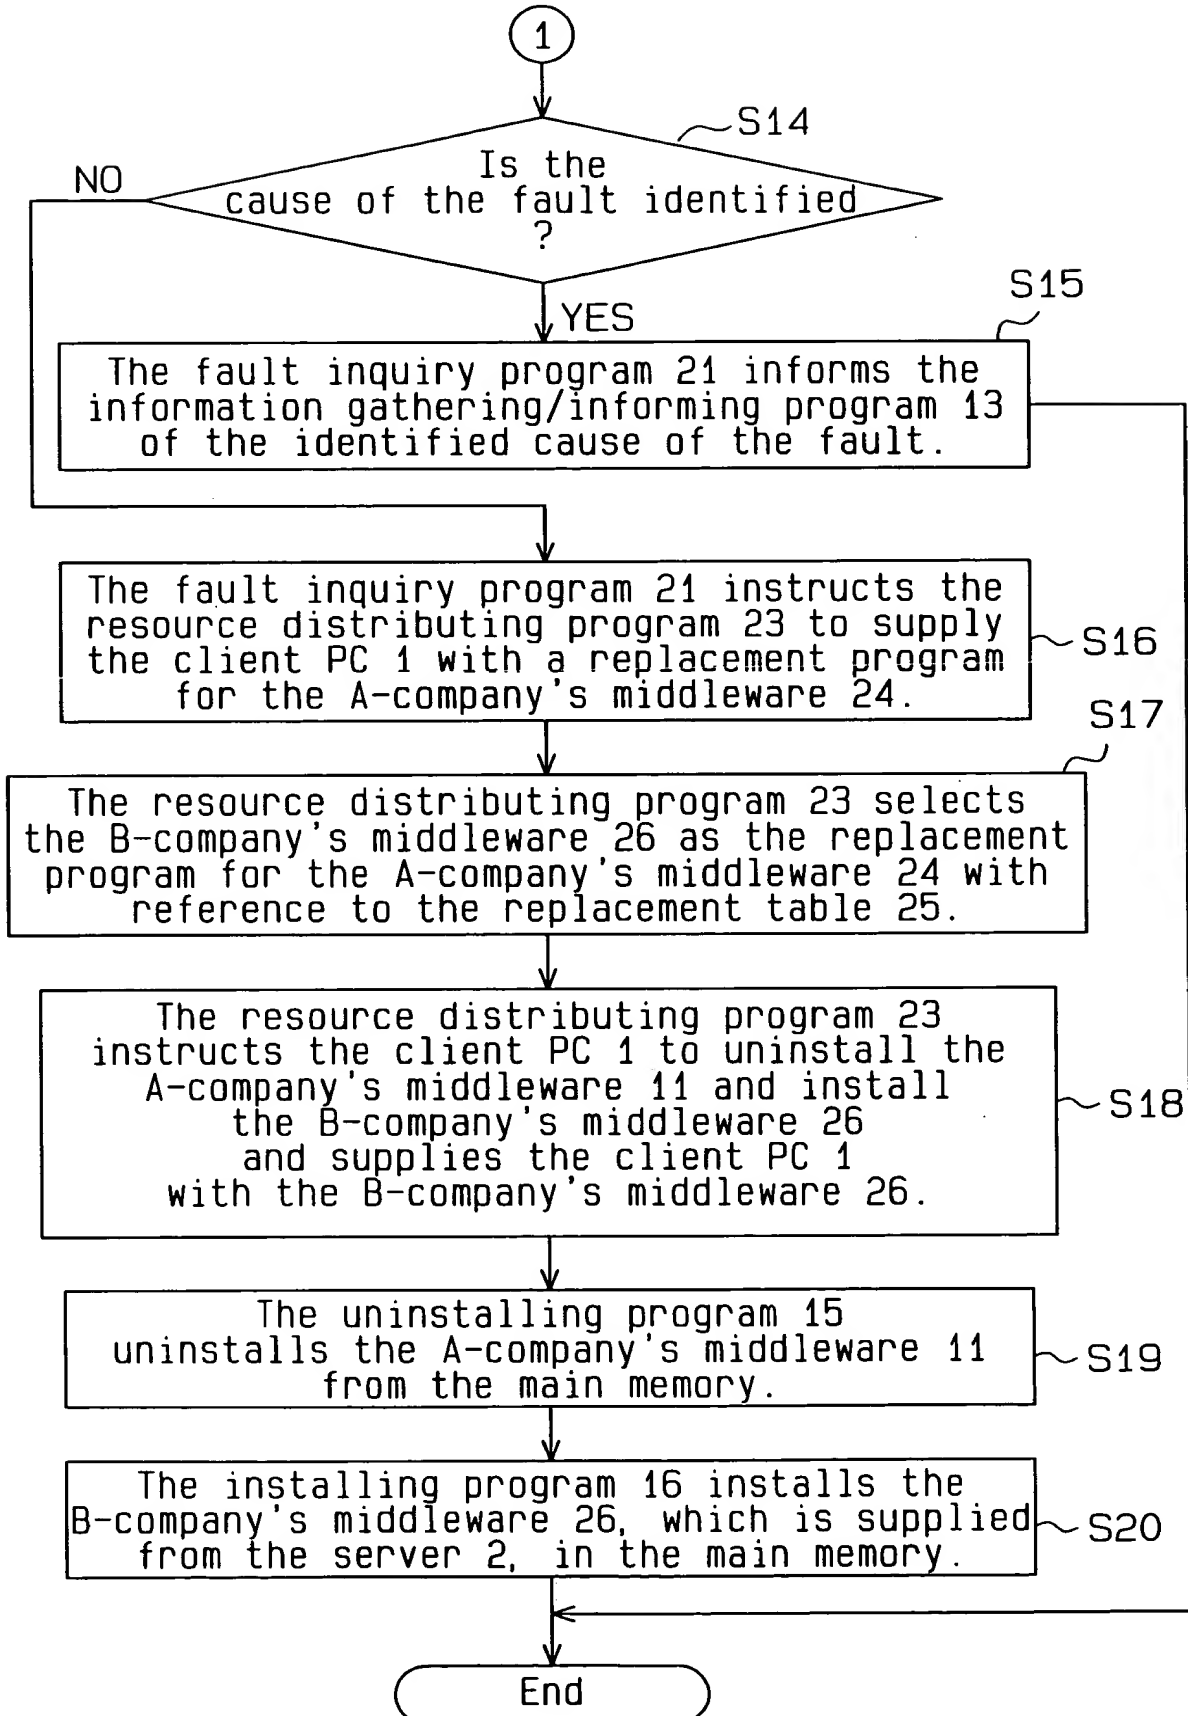 1
S14
Is the
cause of the fault identified
?
NO
YES
S15
The fault inquiry program 21 informs the
information gathering/informing program 13
of the identified cause of the fault.
The fault inquiry program 21 instructs the
resource distributing program 23 to supply
the client PC 1 with a replacement program
for the A-company's middleware 24.
S16
S17
The resource distributing program 23 selects
the B-company's middleware 26 as the replacement
program for the A-company's middleware 24 with
reference to the replacement table 25.
The resource distributing program 23
instructs the client PC 1 to uninstall the
A-company's middleware 11 and install
the B-company's middleware 26
and supplies the client PC 1
with the B-company's middleware 26.
S18
The uninstalling program 15
uninstalls the A-company's middleware 11
from the main memory.
S19
The installing program 16 installs the
B-company's middleware 26, which is supplied
from the server 2, in the main memory.
S20
End